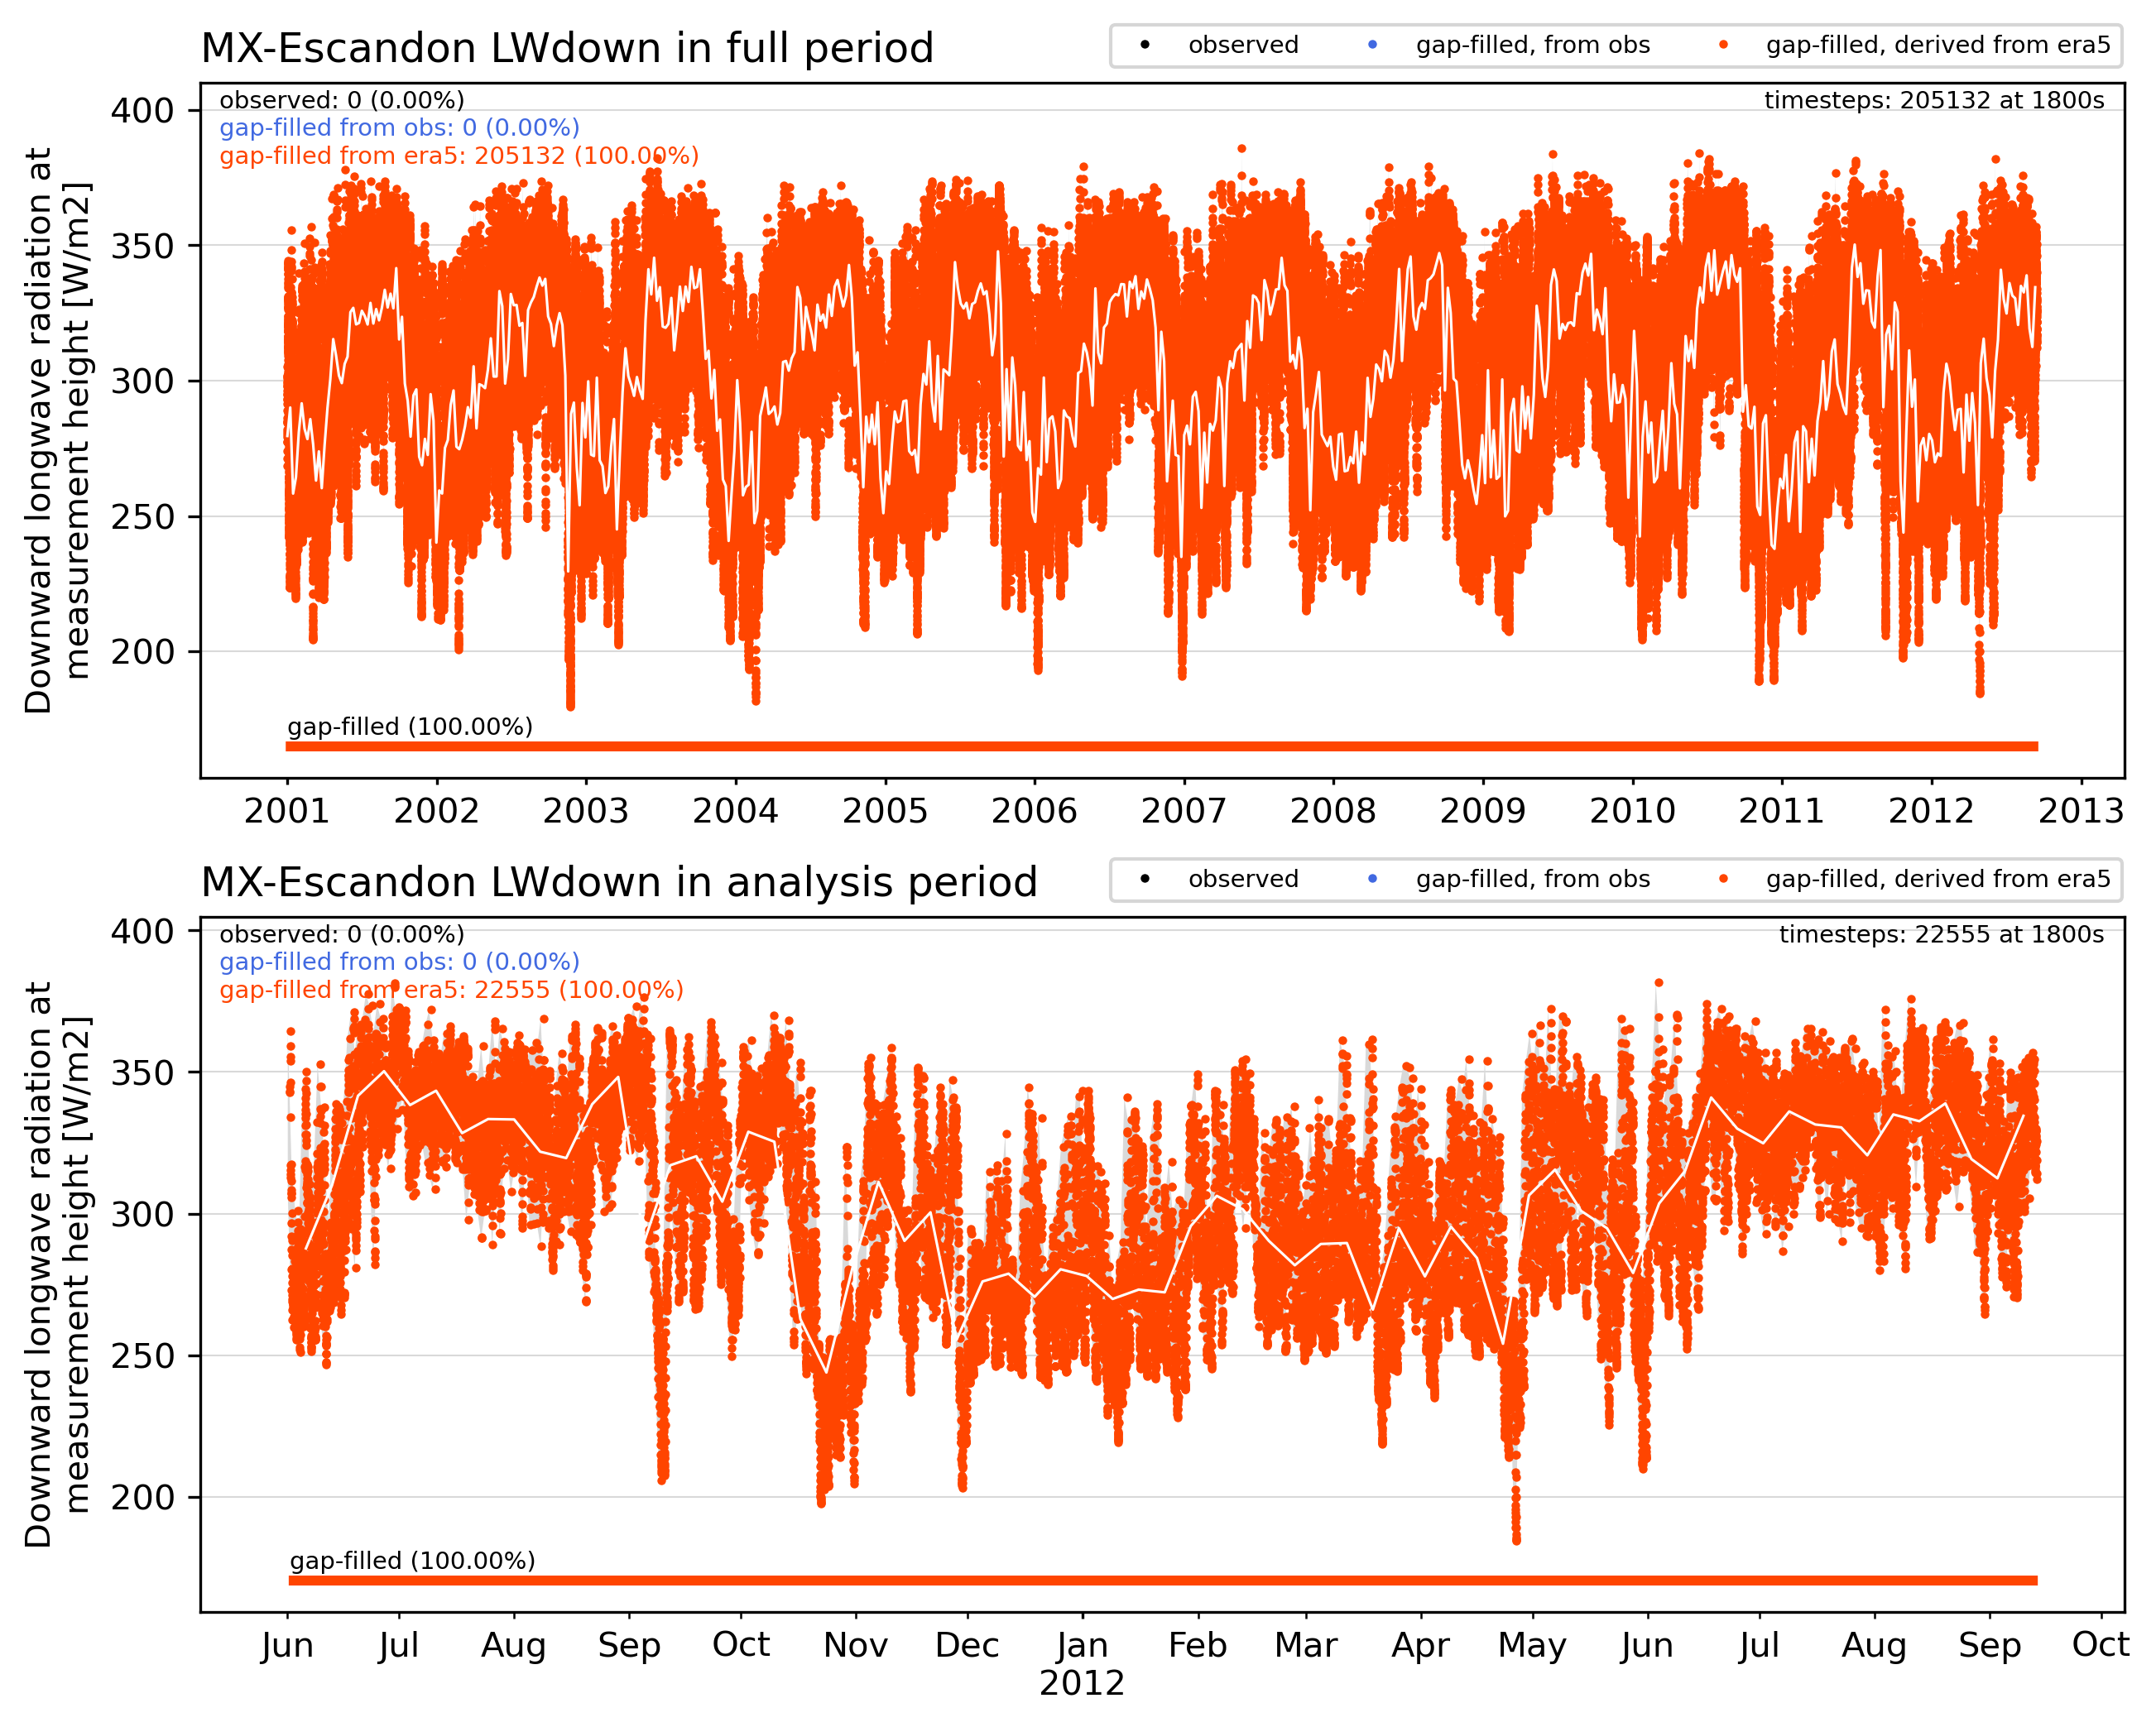 MX-Escandon LWdown in full period
observed
gap-filled, from obs
gap-filled, derived from era5
observed: 0 (0.00%)
timesteps: 205132 at 1800s
gap-filled from obs: 0 (0.00%)
gap-filled from era5: 205132 (100.00%)
Downward longwave radiation at
measurement height [W/m2]
400
350
300
250
200
gap-filled (100.00%)
2001 2002 2003 2004 2005 2006 2007 2008 2009 2010 2011 2012 2013
MX-Escandon LWdown in analysis period
observed
gap-filled, from obs
gap-filled, derived from era5
observed: 0 (0.00%)
timesteps: 22555 at 1800s
gap-filled from obs: 0 (0.00%)
gap-filled from era5: 22555 (100.00%)
Downward longwave radiation at
measurement height [W/m2]
400
350
300
250
200
gap-filled (100.00%)
Jun Jul Aug Sep Oct Nov Dec Jan Feb Mar Apr May Jun Jul Aug Sep Oct
2012